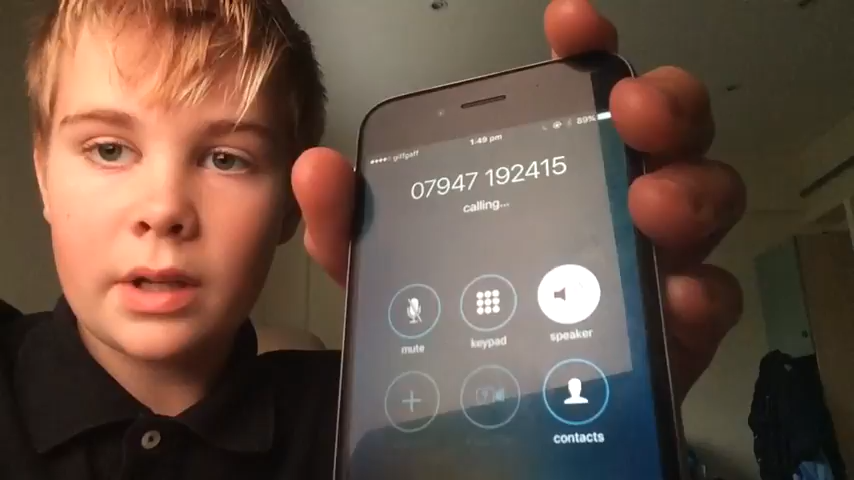 giffgaff 1:49 pm 89%
07947 192415
calling...
mute keypad speaker
contacts